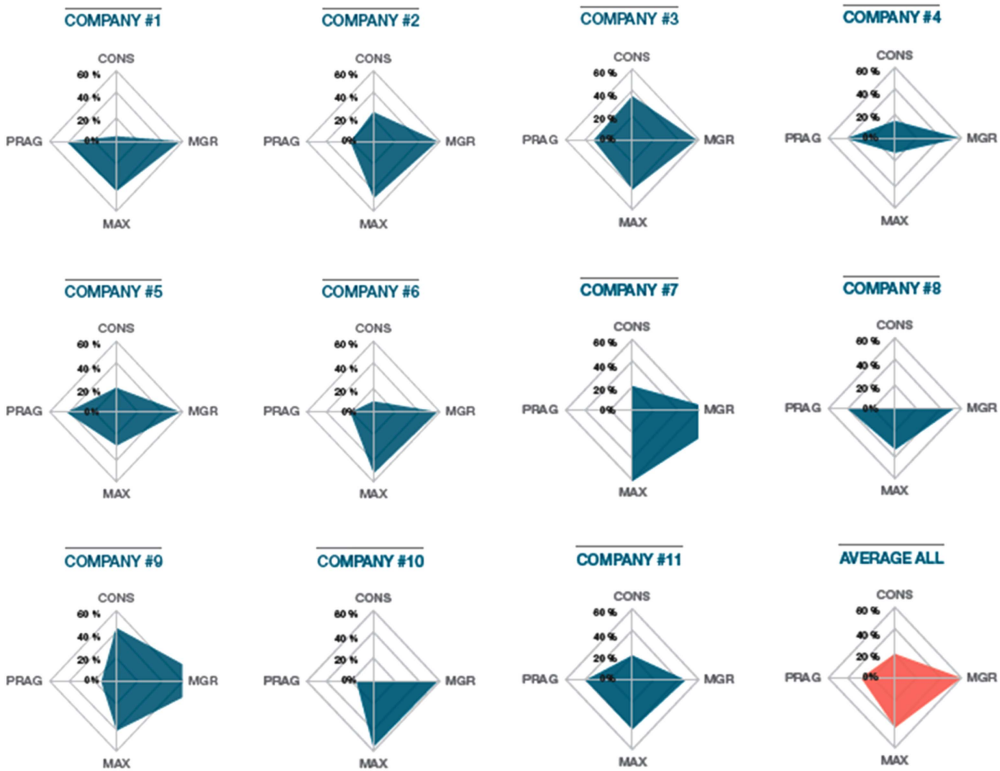 COMPANY #1
CONS
60 %
40 %
20 %
0%
PRAG
MGR
MAX
COMPANY #2
CONS
60 %
40 %
20 %
0%
PRAG
MGR
MAX
COMPANY #3
CONS
60 %
40 %
20 %
0%
PRAG
MGR
MAX
COMPANY #4
CONS
60 %
40 %
20 %
0%
PRAG
MGR
MAX
COMPANY #5
CONS
60 %
40 %
20 %
0%
PRAG
MGR
MAX
COMPANY #6
CONS
60 %
40 %
20 %
0%
PRAG
MGR
MAX
COMPANY #7
CONS
60 %
40 %
20 %
0%
PRAG
MGR
MAX
COMPANY #8
CONS
60 %
40 %
20 %
0%
PRAG
MGR
MAX
COMPANY #9
CONS
60 %
40 %
20 %
0%
PRAG
MGR
MAX
COMPANY #10
CONS
60 %
40 %
20 %
0%
PRAG
MGR
MAX
COMPANY #11
CONS
60 %
40 %
20 %
0%
PRAG
MGR
MAX
AVERAGE ALL
CONS
60 %
40 %
20 %
0%
PRAG
MGR
MAX